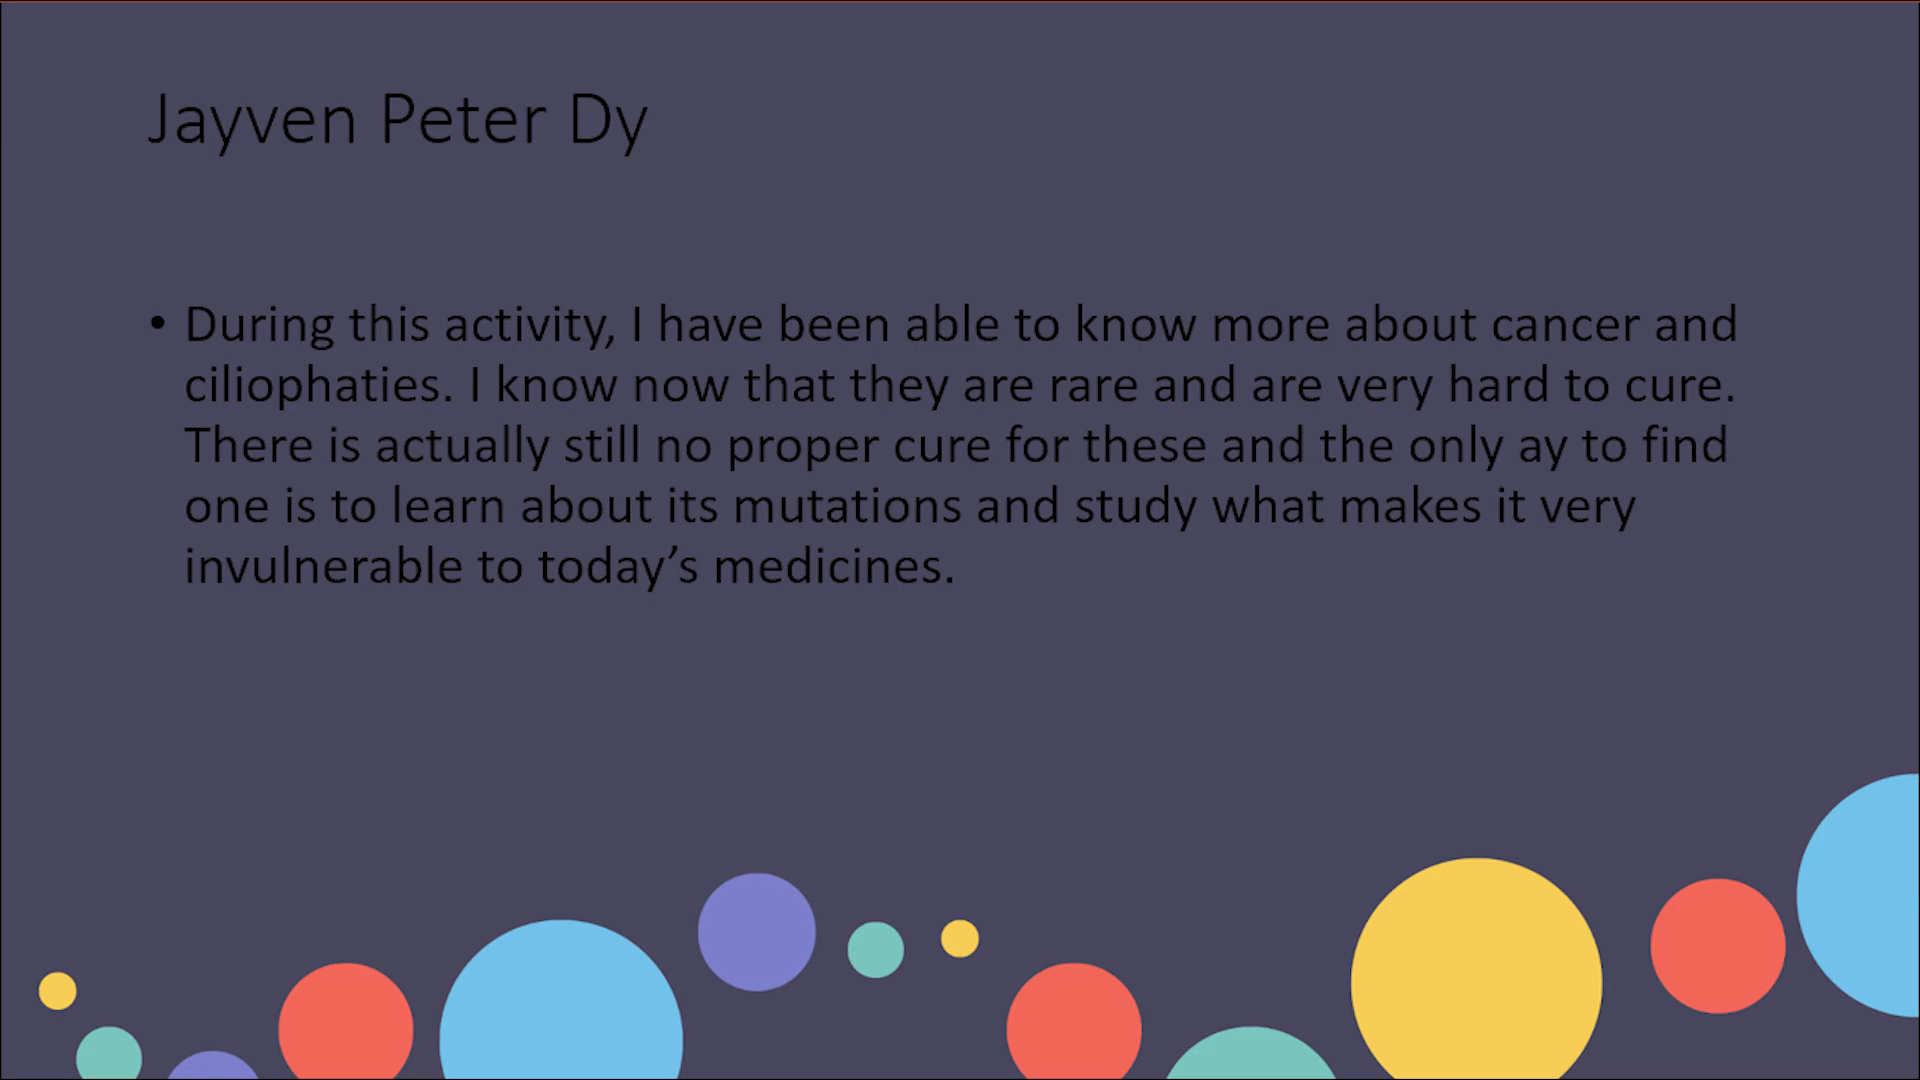 Jayven Peter Dy
• During this activity, I have been able to know more about cancer and
ciliophaties. I know now that they are rare and are very hard to cure.
There is actually still no proper cure for these and the only ay to find
one is to learn about its mutations and study what makes it very
invulnerable to today’s medicines.